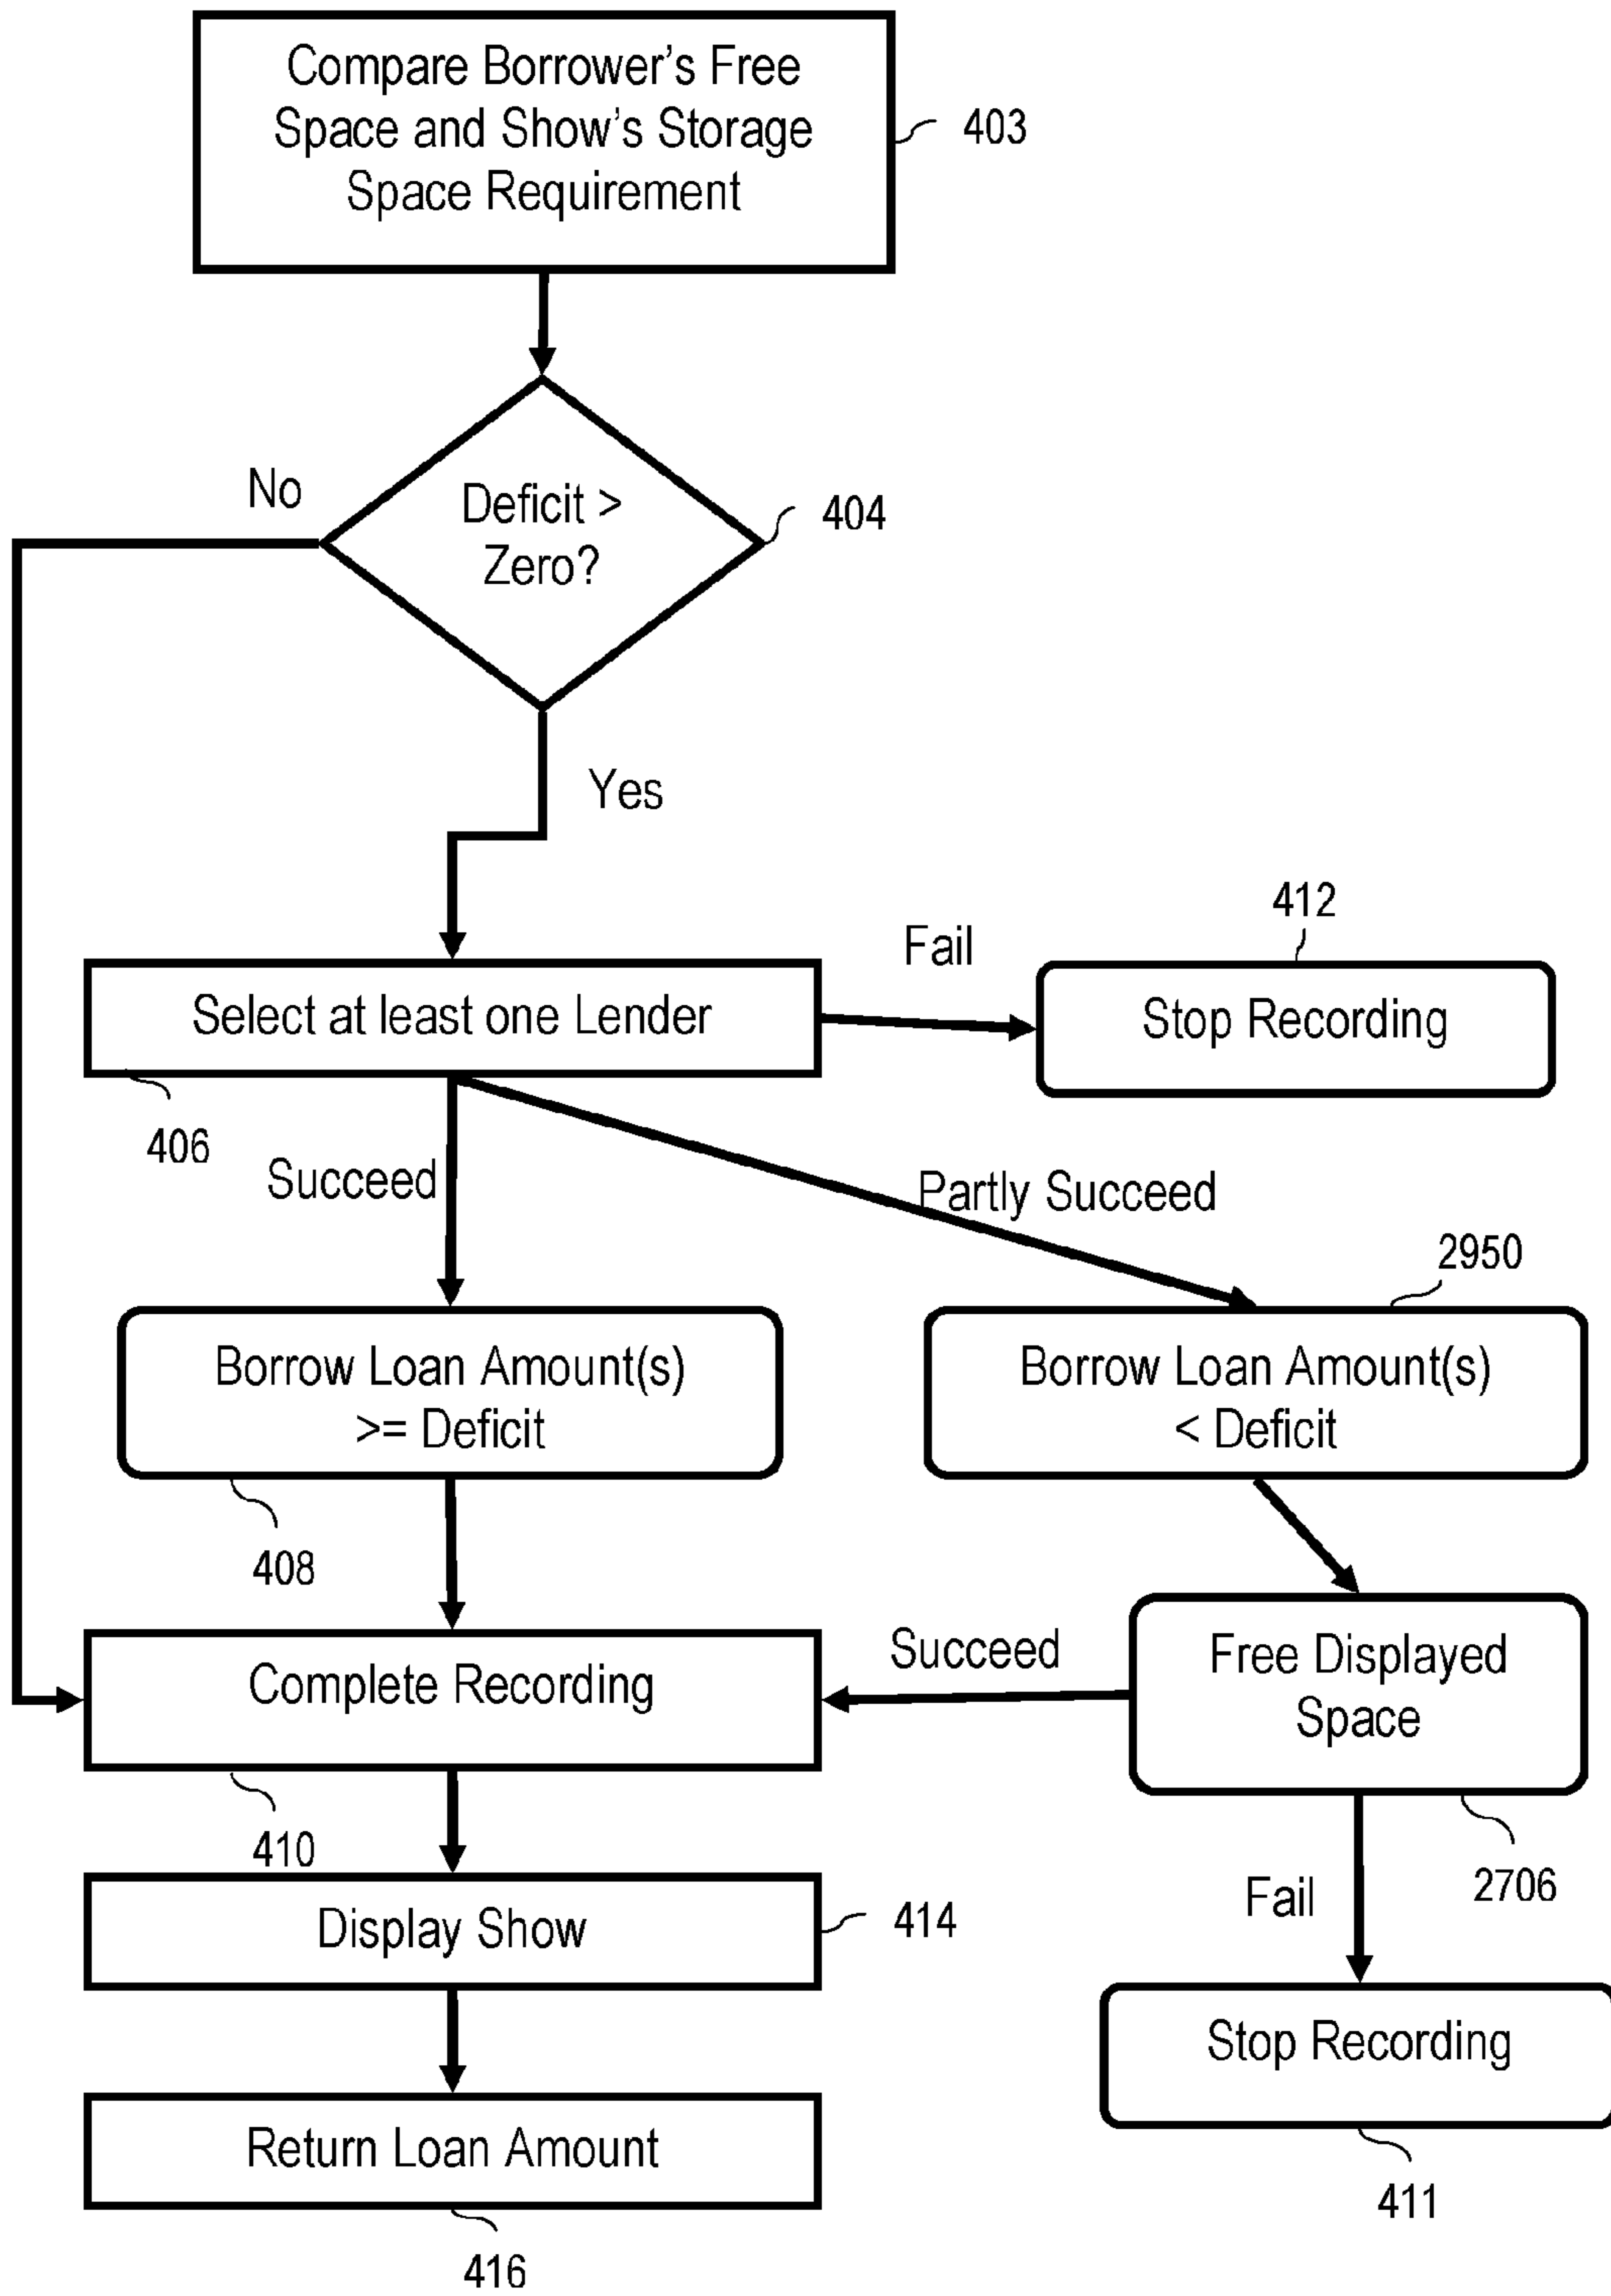 Compare Borrower's Free
Space and Show's Storage
Space Requirement
403
No
Deficit >
Zero?
404
Yes
412
Fail
Select at least one Lender
Stop Recording
406
Succeed
Partly Succeed
2950
Borrow Loan Amount(s)
>= Deficit
Borrow Loan Amount(s)
< Deficit
408
Succeed
Free Displayed
Space
Complete Recording
410
2706
Fail
Display Show
414
Stop Recording
Return Loan Amount
411
416